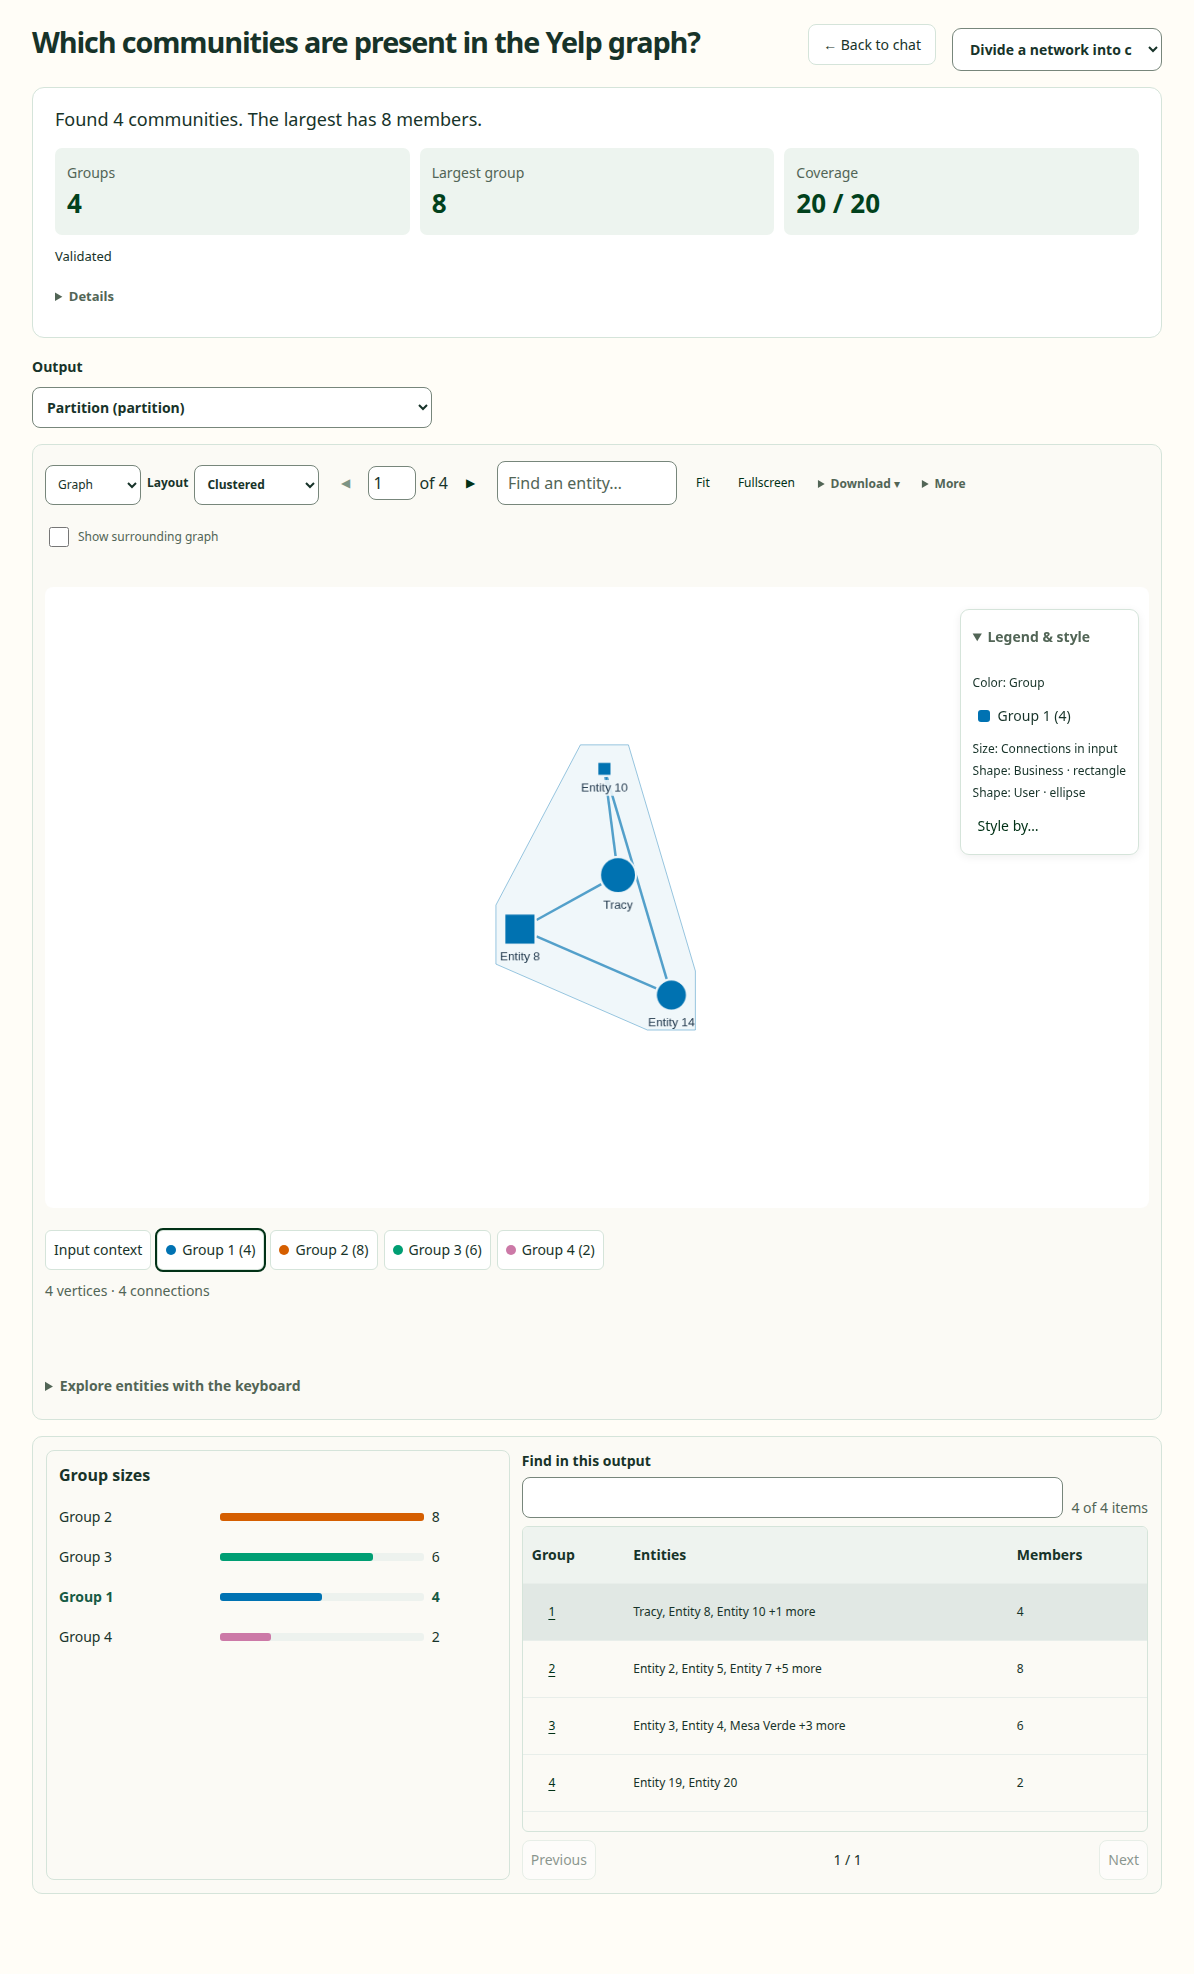 Which communities are present in the Yelp graph?
← Back to chat
Divide a network into c
Found 4 communities. The largest has 8 members.
Groups
4
Largest group
8
Coverage
20 / 20
Validated
▶ Details
Output
Partition (partition)
Graph
Layout
Clustered
◀
1
of 4
▶
Find an entity...
Fit
Fullscreen
▶ Download ▾
▶ More
Show surrounding graph
▼ Legend & style
Color: Group
Group 1 (4)
Size: Connections in input
Shape: Business · rectangle
Shape: User · ellipse
Style by...
Entity 10
Tracy
Entity 8
Entity 14
Input context
Group 1 (4)
Group 2 (8)
Group 3 (6)
Group 4 (2)
4 vertices · 4 connections
▶ Explore entities with the keyboard
Group sizes
Group 2 8
Group 3 6
Group 1 4
Group 4 2
Find in this output
4 of 4 items
Group Entities Members
1 Tracy, Entity 8, Entity 10 +1 more 4
2 Entity 2, Entity 5, Entity 7 +5 more 8
3 Entity 3, Entity 4, Mesa Verde +3 more 6
4 Entity 19, Entity 20 2
Previous
1 / 1
Next